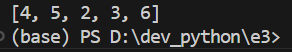 [4, 5, 2, 3, 6]
(base) PS D:\dev_python\e3>